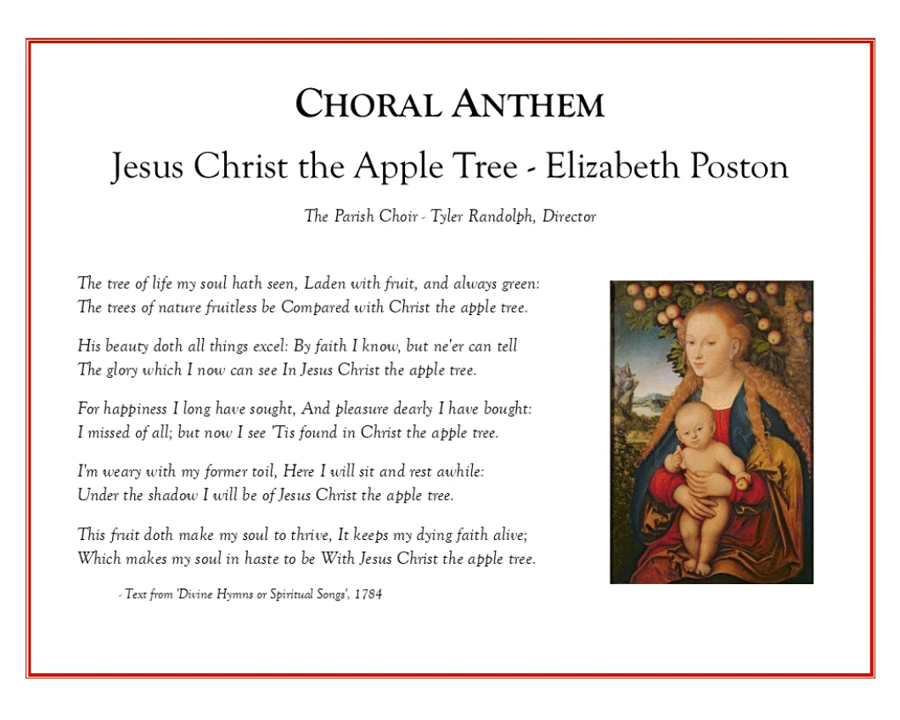 CHORAL ANTHEM
Jesus Christ the Apple Tree - Elizabeth Poston
The Parish Choir - Tyler Randolph, Director
The tree of life my soul hath seen, Laden with fruit, and always green:
The trees of nature fruitless be Compared with Christ the apple tree.
His beauty doth all things excel: By faith I know, but ne'er can tell
The glory which I now can see In Jesus Christ the apple tree.
For happiness I long have sought, And pleasure dearly I have bought:
I missed of all; but now I see 'Tis found in Christ the apple tree.
I'm weary with my former toil, Here I will sit and rest awhile:
Under the shadow I will be of Jesus Christ the apple tree.
This fruit doth make my soul to thrive, It keeps my dying faith alive;
Which makes my soul in haste to be With Jesus Christ the apple tree.
- Text from 'Divine Hymns or Spiritual Songs', 1784